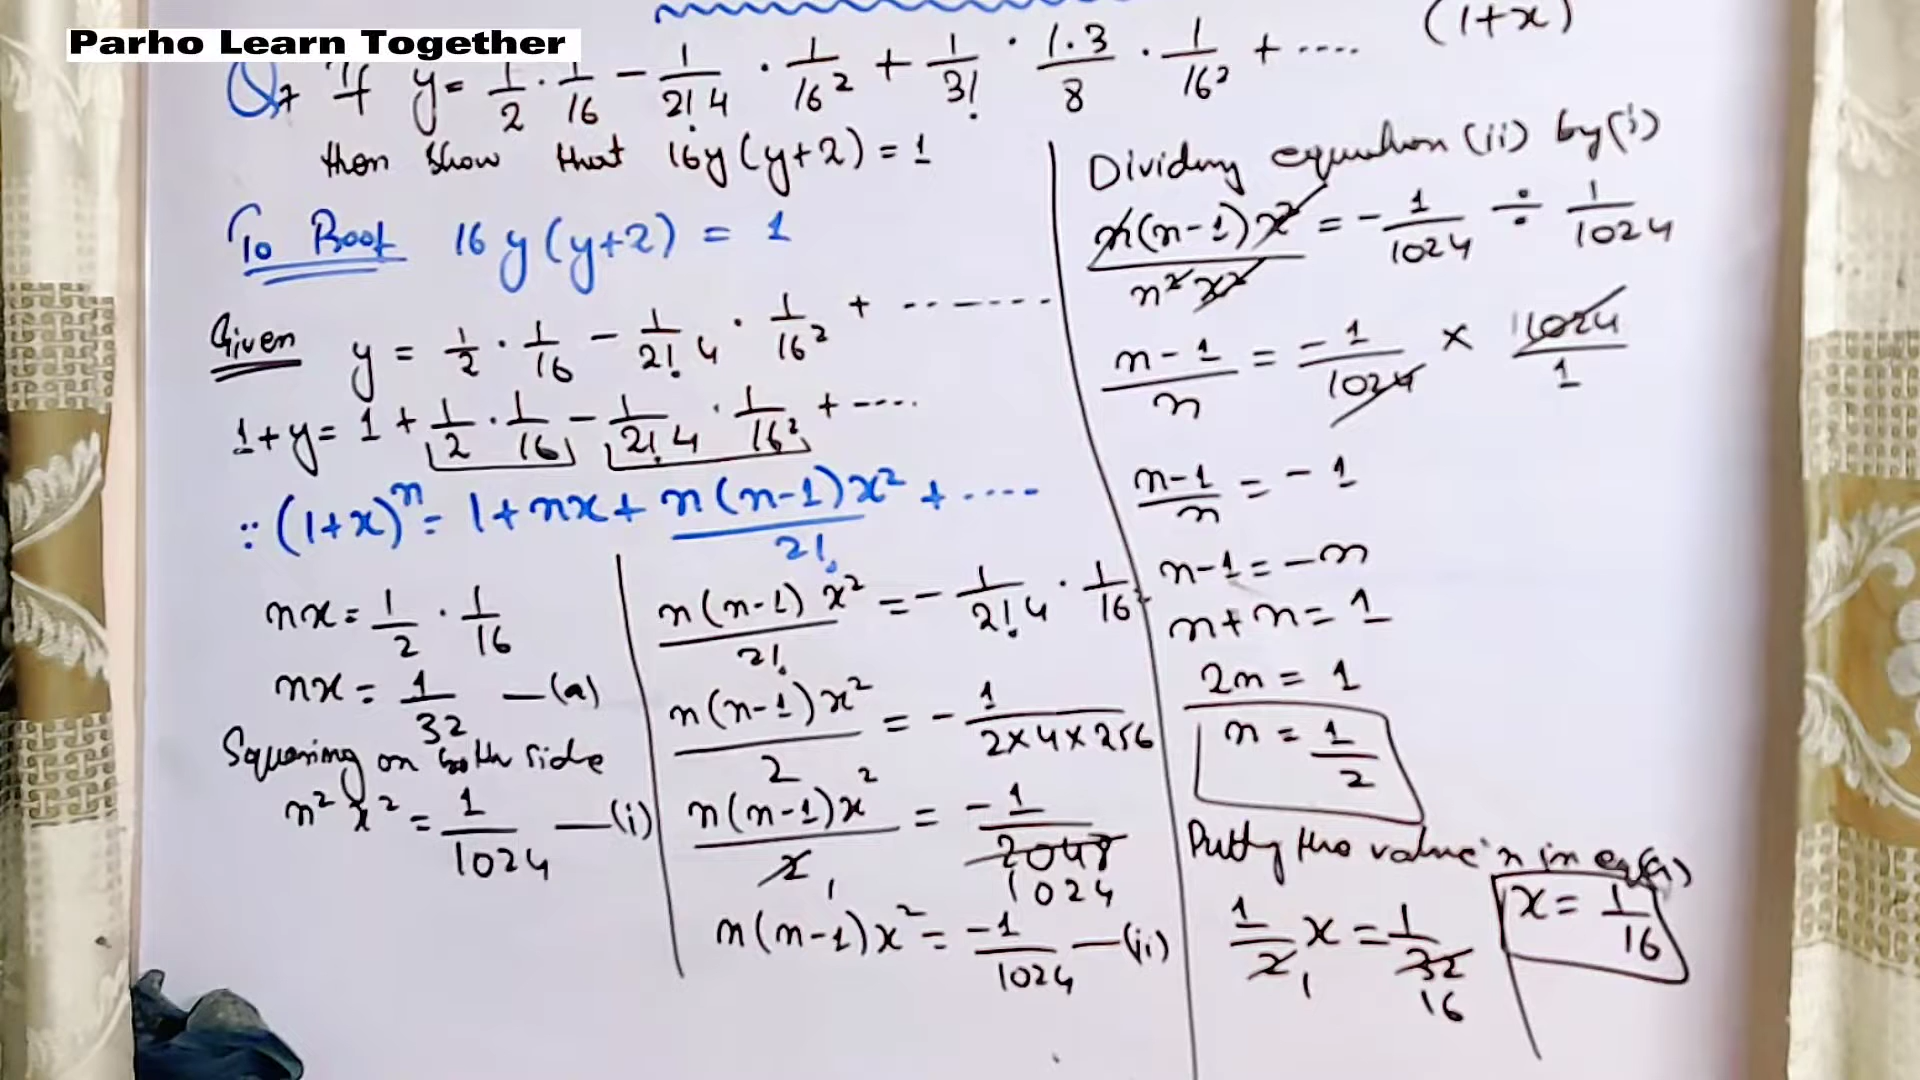 Parho Learn Together
(1+x)
Q7 If y = 1/2 · 1/16 - 1/2!4 · 1/16² + 1/3! · 1·3/8 · 1/16² + ....
then show that 16y(y+2) = 1
To Proof 16y(y+2) = 1
Given y = 1/2 · 1/16 - 1/2!4 · 1/16² + .......
1+y = 1 + 1/2 · 1/16 - 1/2!4 · 1/16² + ....
∵ (1+x)ⁿ = 1+nx+ n(n-1)x²/2! + ....
nx = 1/2 · 1/16
nx = 1/32 —(a)
Squaring on both side
n²x² = 1/1024 —(i)
n(n-1)x²/2! = - 1/2!4 · 1/16²
n(n-1)x²/2 = - 1/2×4×256
n(n-1)x²/2 1 = -1/2048 1024
n(n-1)x² = -1/1024 —(ii)
Dividing equation (ii) by (i)
n(n-1)x²/n²x² = - 1/1024 ÷ 1/1024
n-1/n = -1/1024 × 1024/1
n-1/n = -1
n-1 = -n
n+n = 1
2n = 1
n = 1/2
Putty the value n in eq(a)
1/2 1 x = 1/32 16
x = 1/16